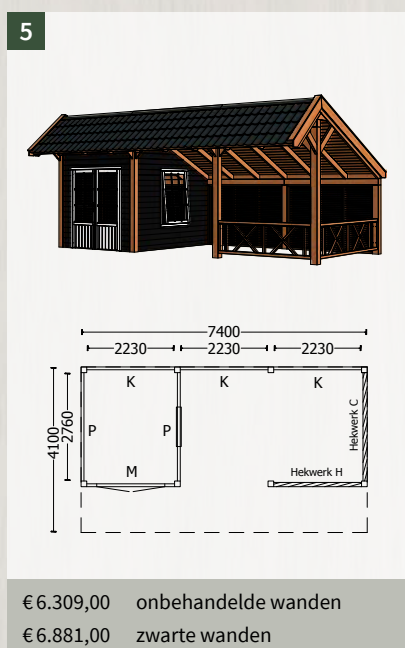 5
7400
2230 2230 2230
K K K
4100 2760 P P Hekwerk C
M Hekwerk H
€ 6.309,00 onbehandelde wanden
€ 6.881,00 zwarte wanden